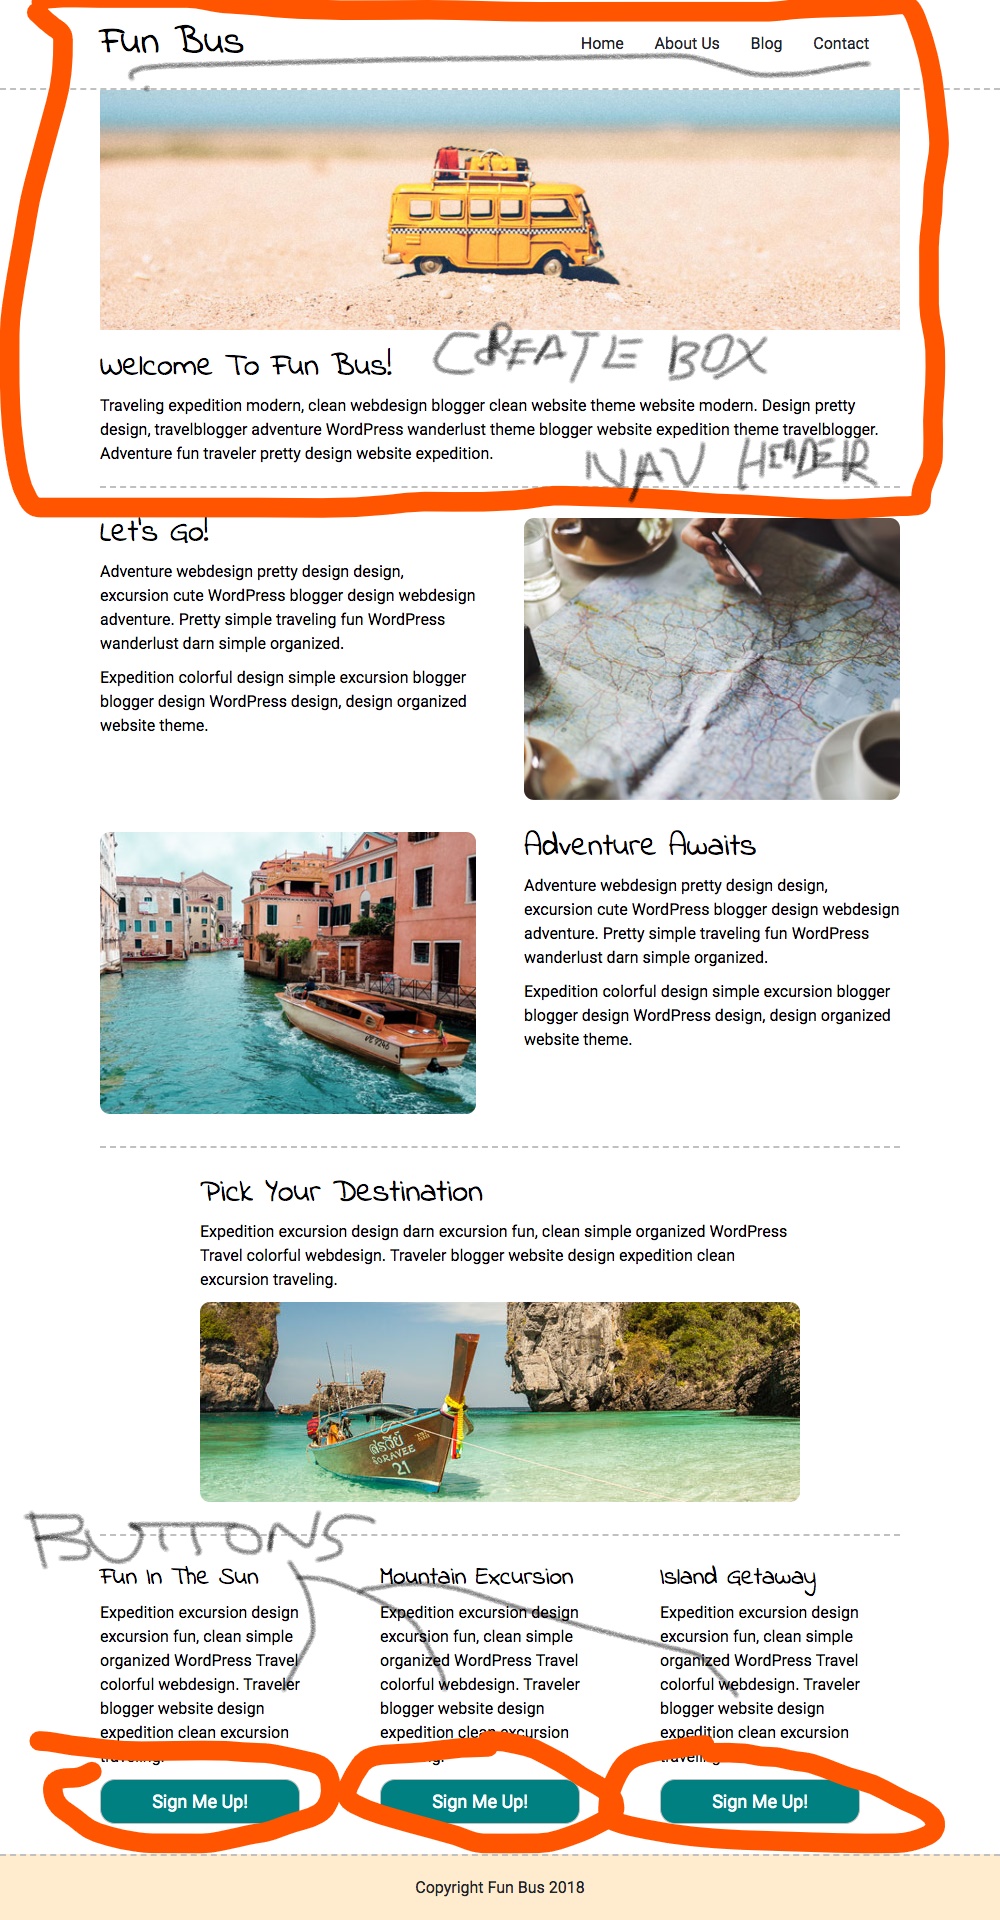 Fun Bus
Home About Us Blog Contact
Welcome To Fun Bus!
CREATE BOX
Traveling expedition modern, clean webdesign blogger clean website theme website modern. Design pretty
design, travelblogger adventure WordPress wanderlust theme blogger website expedition theme travelblogger.
Adventure fun traveler pretty design website expedition.
NAV HEADER
Let's Go!
Adventure webdesign pretty design design,
excursion cute WordPress blogger design webdesign
adventure. Pretty simple traveling fun WordPress
wanderlust darn simple organized.
Expedition colorful design simple excursion blogger
blogger design WordPress design, design organized
website theme.
Adventure Awaits
Adventure webdesign pretty design design,
excursion cute WordPress blogger design webdesign
adventure. Pretty simple traveling fun WordPress
wanderlust darn simple organized.
Expedition colorful design simple excursion blogger
blogger design WordPress design, design organized
website theme.
Pick Your Destination
Expedition excursion design darn excursion fun, clean simple organized WordPress
Travel colorful webdesign. Traveler blogger website design expedition clean
excursion traveling.
21
BUTTONS
Fun In The Sun
Expedition excursion design
excursion fun, clean simple
organized WordPress Travel
colorful webdesign. Traveler
blogger website design
expedition clean excursion
traveling.
Sign Me Up!
Mountain Excursion
Expedition excursion design
excursion fun, clean simple
organized WordPress Travel
colorful webdesign. Traveler
blogger website design
expedition clean excursion
Sign Me Up!
Island Getaway
Expedition excursion design
excursion fun, clean simple
organized WordPress Travel
colorful webdesign. Traveler
blogger website design
expedition clean excursion
traveling
Sign Me Up!
Copyright Fun Bus 2018